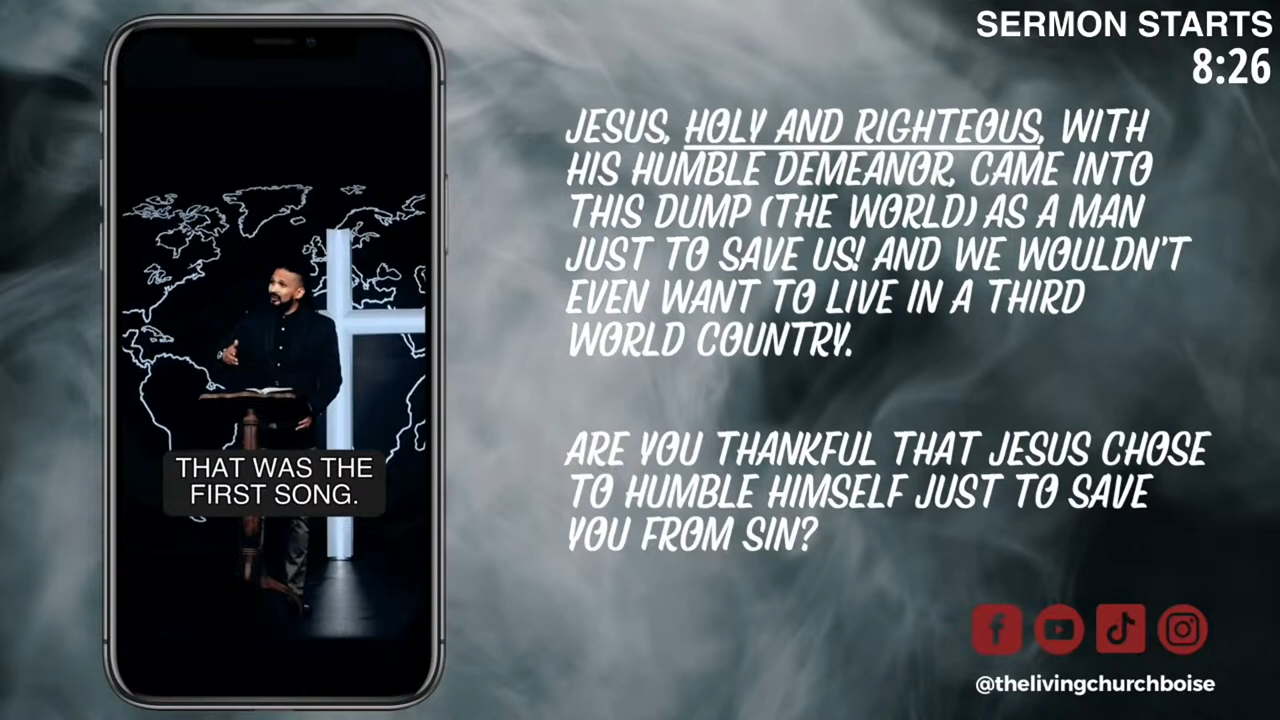 SERMON STARTS
8:26
JESUS, HOLY AND RIGHTEOUS, WITH
HIS HUMBLE DEMEANOR, CAME INTO
THIS DUMP (THE WORLD) AS A MAN
JUST TO SAVE US! AND WE WOULDN'T
EVEN WANT TO LIVE IN A THIRD
WORLD COUNTRY.
ARE YOU THANKFUL THAT JESUS CHOSE
TO HUMBLE HIMSELF JUST TO SAVE
YOU FROM SIN?
THAT WAS THE
FIRST SONG.
@thelivingchurchboise